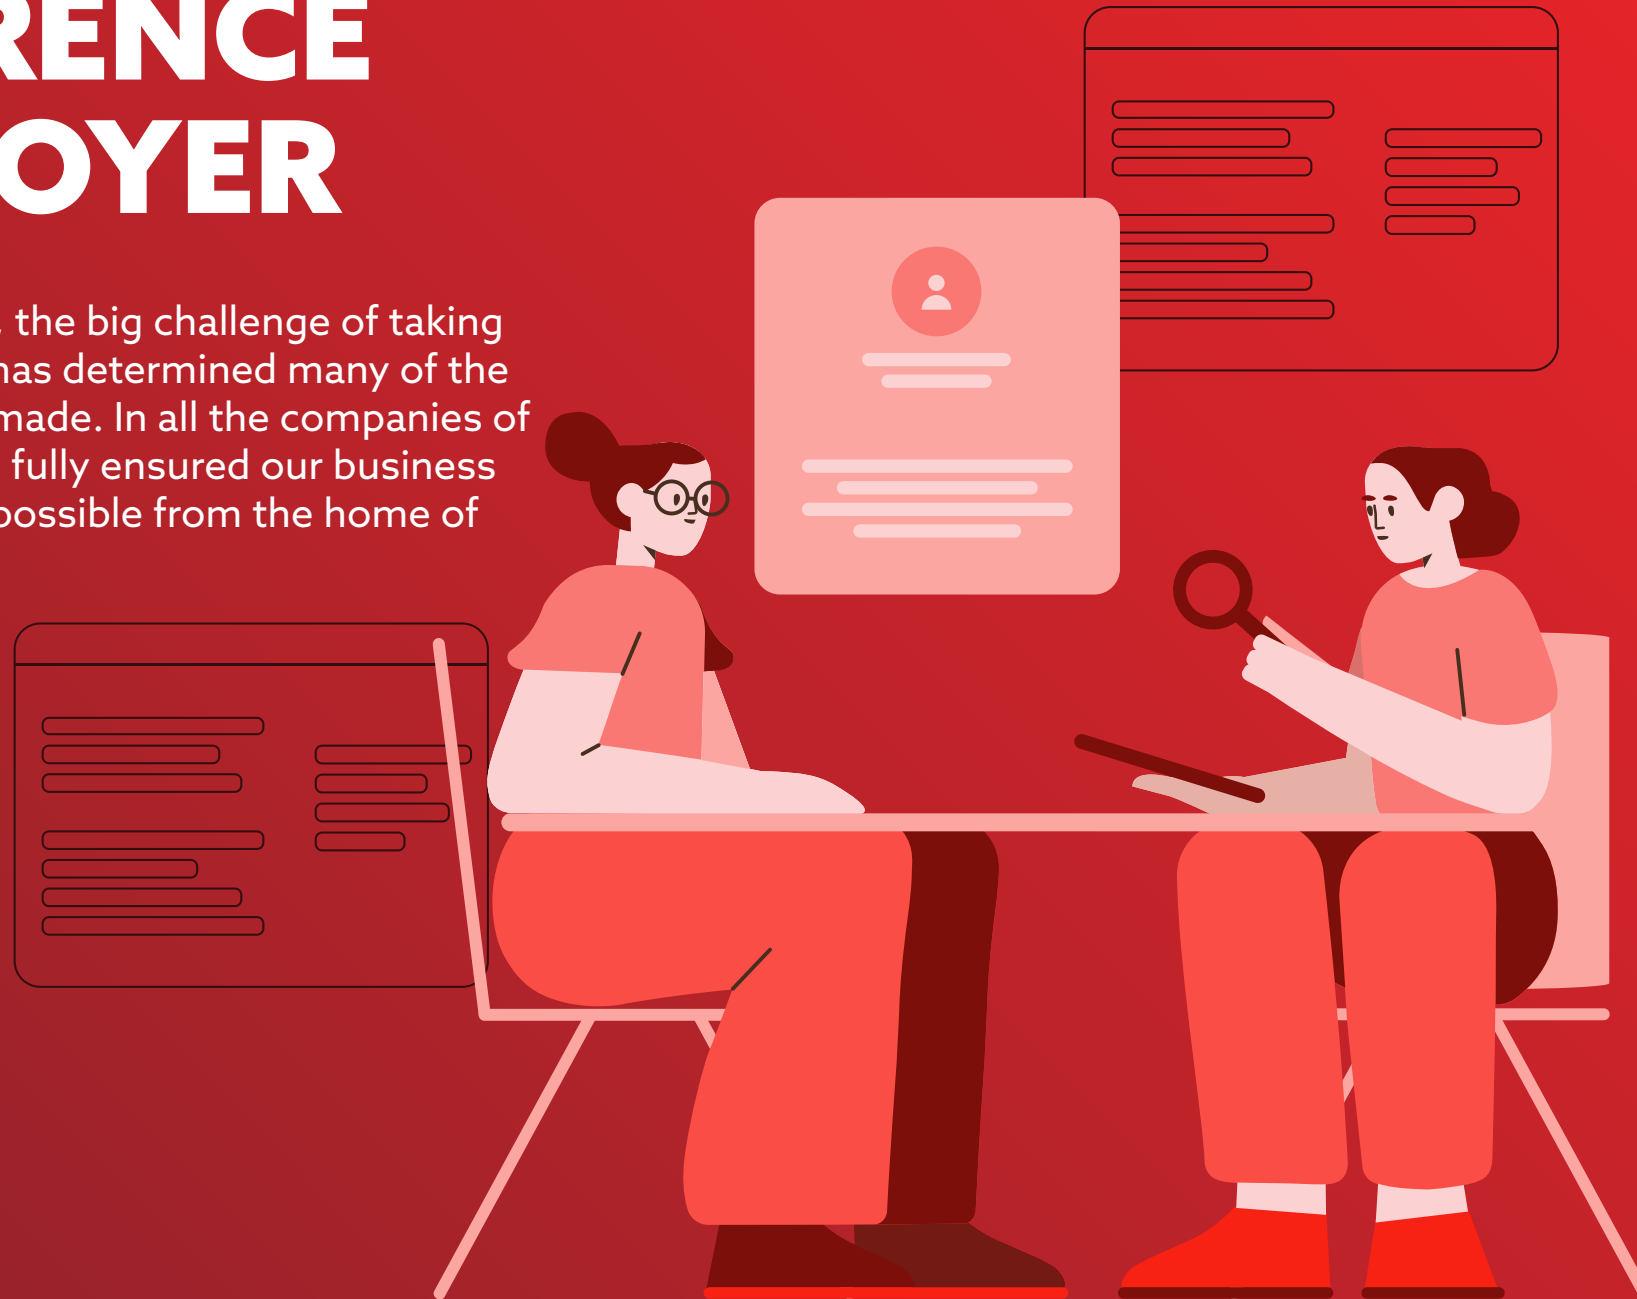 RENCE
OYER
, the big challenge of taking
has determined many of the
made. In all the companies of
fully ensured our business
possible from the home of